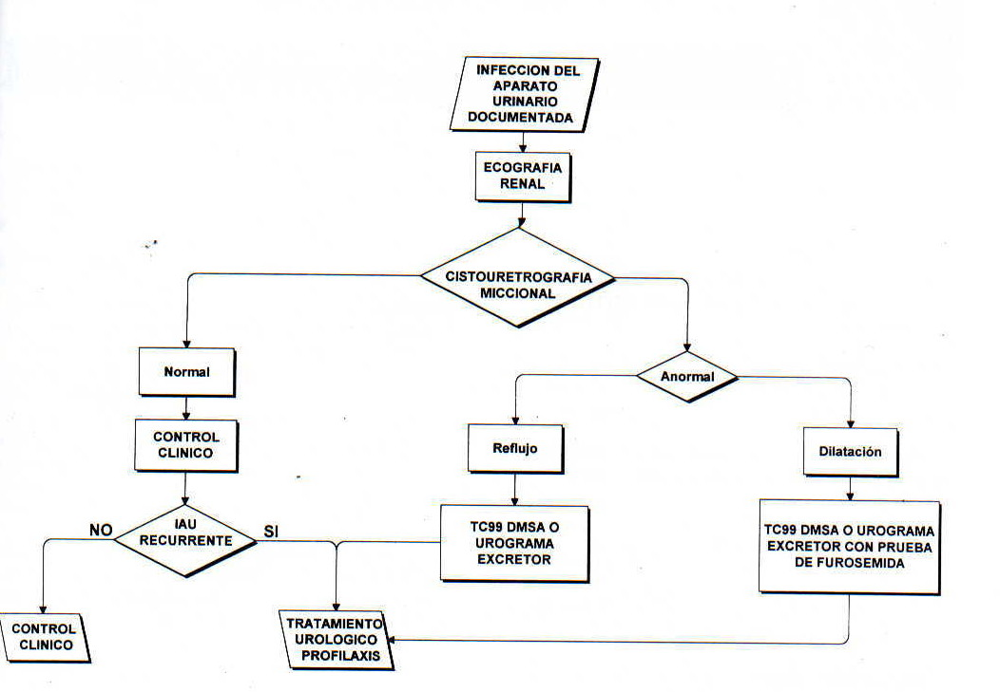 INFECCION DEL
APARATO
URINARIO
DOCUMENTADA
ECOGRAFIA
RENAL
CISTOURETROGRAFIA
MICCIONAL
Normal
Anormal
CONTROL
CLINICO
Reflujo
Dilatación
IAU
RECURRENTE
NO
SI
TC99 DMSA O
UROGRAMA
EXCRETOR
TC99 DMSA O UROGRAMA
EXCRETOR CON PRUEBA
DE FUROSEMIDA
CONTROL
CLINICO
TRATAMIENTO
UROLOGICO
PROFILAXIS